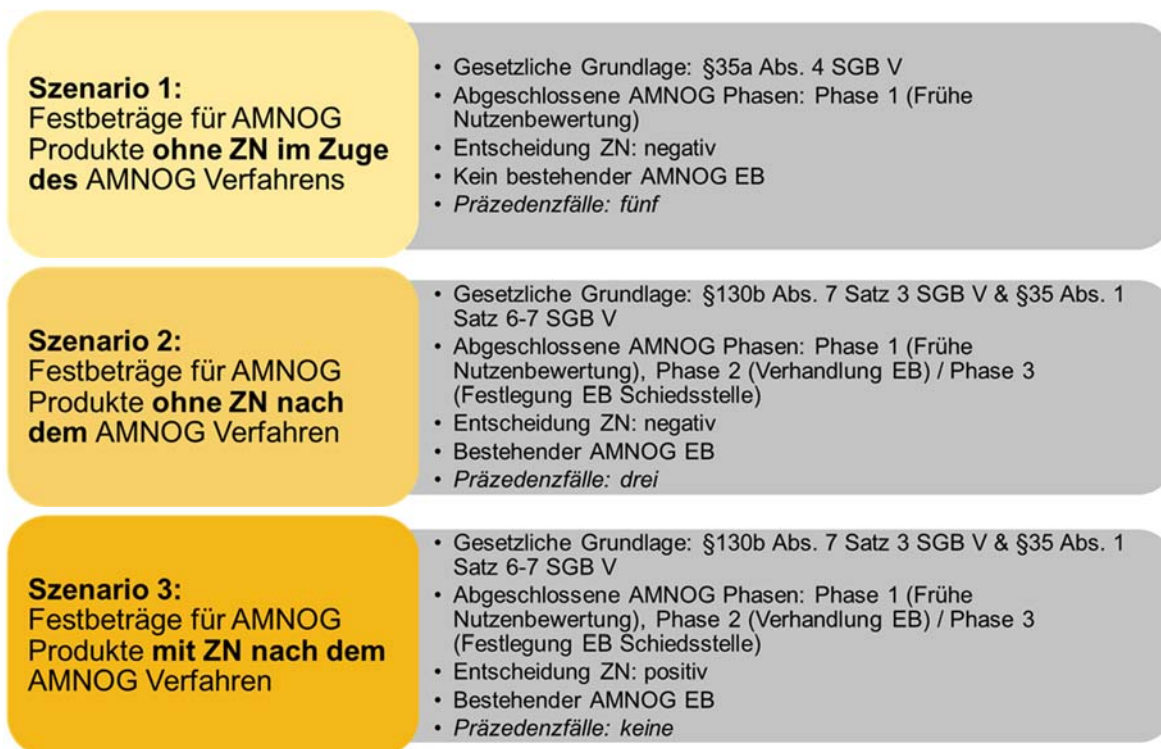 Szenario 1:
Festbeträge für AMNOG
Produkte ohne ZN im Zuge
des AMNOG Verfahrens
• Gesetzliche Grundlage: §35a Abs. 4 SGB V
• Abgeschlossene AMNOG Phasen: Phase 1 (Frühe
Nutzenbewertung)
• Entscheidung ZN: negativ
• Kein bestehender AMNOG EB
• Präzedenzfälle: fünf
Szenario 2:
Festbeträge für AMNOG
Produkte ohne ZN nach
dem AMNOG Verfahren
• Gesetzliche Grundlage: §130b Abs. 7 Satz 3 SGB V & §35 Abs. 1
Satz 6-7 SGB V
• Abgeschlossene AMNOG Phasen: Phase 1 (Frühe
Nutzenbewertung), Phase 2 (Verhandlung EB) / Phase 3
(Festlegung EB Schiedsstelle)
• Entscheidung ZN: negativ
• Bestehender AMNOG EB
• Präzedenzfälle: drei
Szenario 3:
Festbeträge für AMNOG
Produkte mit ZN nach dem
AMNOG Verfahren
• Gesetzliche Grundlage: §130b Abs. 7 Satz 3 SGB V & §35 Abs. 1
Satz 6-7 SGB V
• Abgeschlossene AMNOG Phasen: Phase 1 (Frühe
Nutzenbewertung), Phase 2 (Verhandlung EB) / Phase 3
(Festlegung EB Schiedsstelle)
• Entscheidung ZN: positiv
• Bestehender AMNOG EB
• Präzedenzfälle: keine